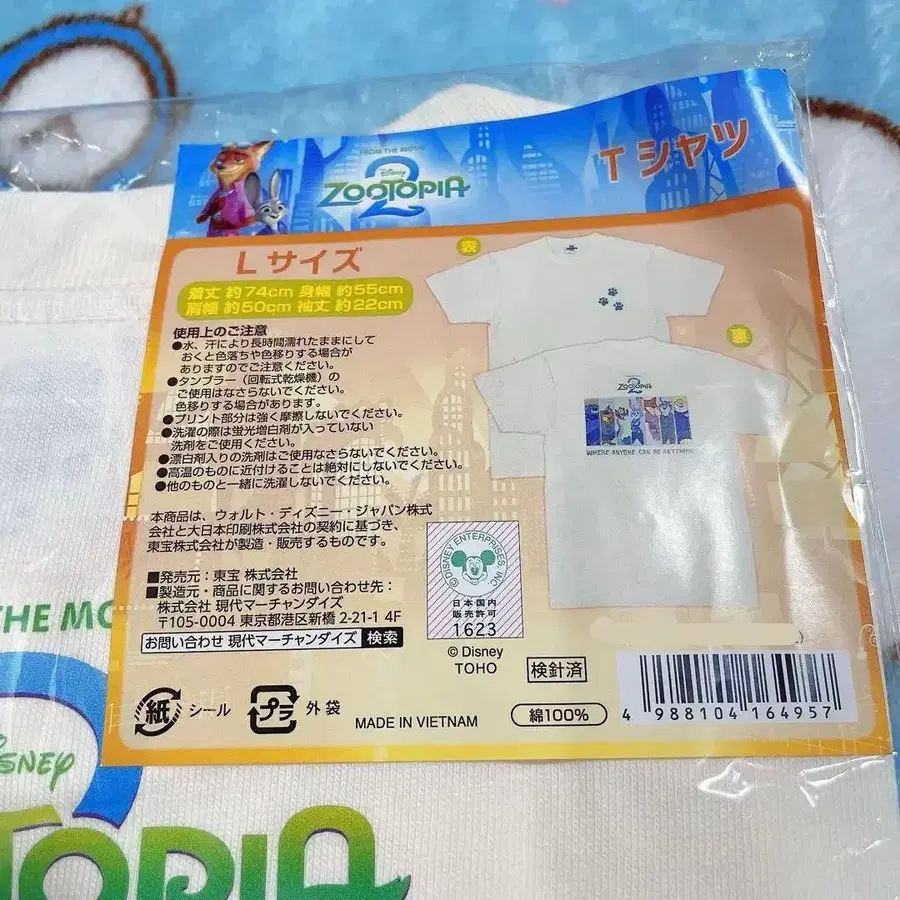 FROM THE MOVIE
Disney
ZOOTOPIA
2
Tシャツ
Lサイズ
着丈 約74cm 身幅 約55cm
肩幅 約50cm 袖丈 約22cm
表
裏
使用上のご注意
●水、汗により長時間濡れたままにして
おくと色落ちや色移りする場合が
ありますのでご注意ください。
●タンブラー(回転式乾燥機)の
ご使用はなさらないでください。
色移りする場合があります。
●プリント部分は強く摩擦しないでください。
●洗濯の際は蛍光増白剤が入っていない
洗剤をご使用ください。
●漂白剤入りの洗剤はご使用なさらないでください。
●高温のものに近付けることは絶対にしないでください。
●他のものと一緒に洗濯しないでください。
本商品は、ウォルト・ディズニー・ジャパン株式
会社と大日本印刷株式会社の契約に基づき、
東宝株式会社が製造・販売するものです。
■発売元:東宝 株式会社
■製造元・商品に関するお問い合わせ先:
株式会社 現代マーチャンダイズ
〒105-0004 東京都港区新橋 2-21-1 4F
お問い合わせ 現代マーチャンダイズ 検索
ZOOTOPIA
2
WHERE ANYONE CAN BE ANYTHING
© DISNEY ENTERPRISES, INC.
日本国内
販売許可
1623
© Disney
TOHO
検針済
紙 シール
プラ 外袋
MADE IN VIETNAM
綿100%
4 988104 164957
THE MO
ISNEY
TOPIA